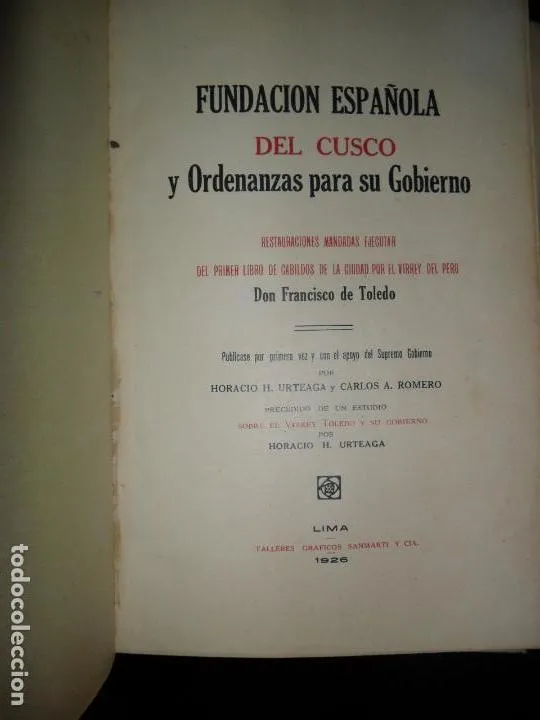 FUNDACION ESPAÑOLA
DEL CUSCO
y Ordenanzas para su Gobierno
RESTAURACIONES MANDADAS EJECUTAR
DEL PRIMER LIBRO DE CABILDOS DE LA CIUDAD POR EL VIRREY DEL PERU
Don Francisco de Toledo
Publícase por primera vez y con el apoyo del Supremo Gobierno
POR
HORACIO H. URTEAGA y CARLOS A. ROMERO
PRECEDIDO DE UN ESTUDIO
SOBRE EL VIRREY TOLEDO Y SU GOBIERNO
POR
HORACIO H. URTEAGA
LIMA
TALLERES GRAFICOS SANMARTI Y CIA.
1926
todocoleccion